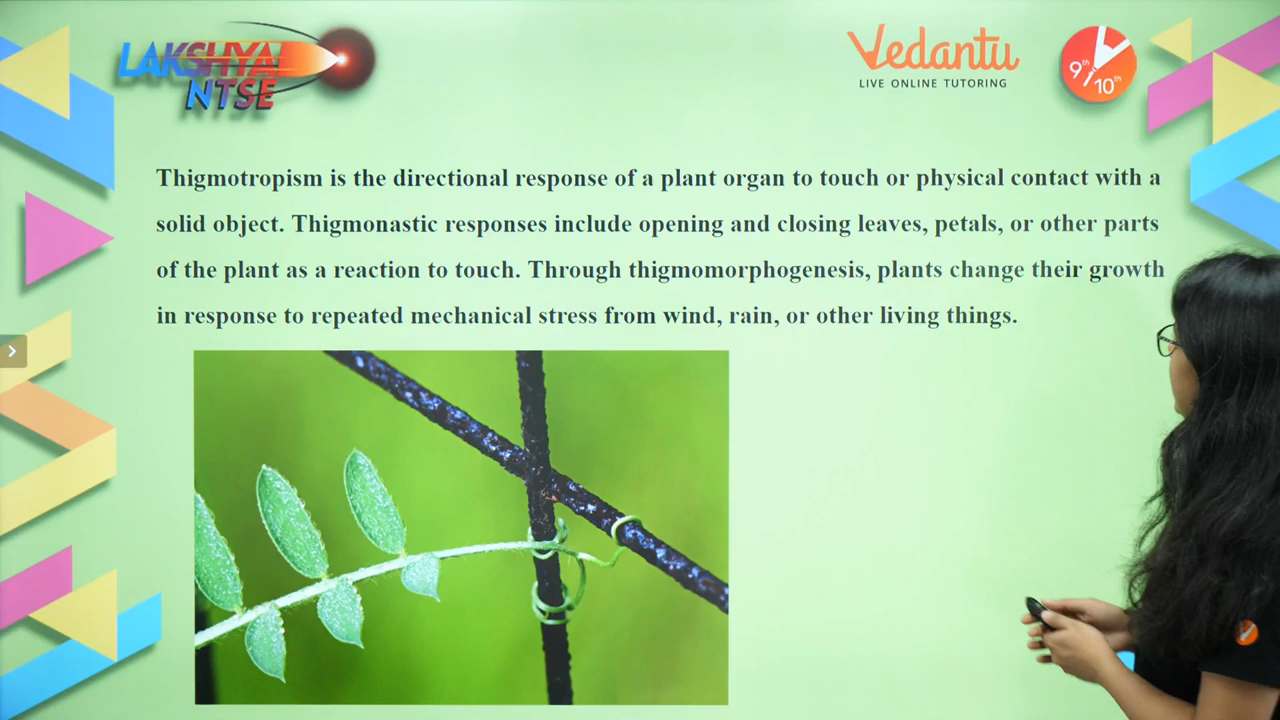 LAKSHYA
NTSE
Vedantu
LIVE ONLINE TUTORING
9th
10th
Thigmotropism is the directional response of a plant organ to touch or physical contact with a
solid object. Thigmonastic responses include opening and closing leaves, petals, or other parts
of the plant as a reaction to touch. Through thigmomorphogenesis, plants change their growth
in response to repeated mechanical stress from wind, rain, or other living things.